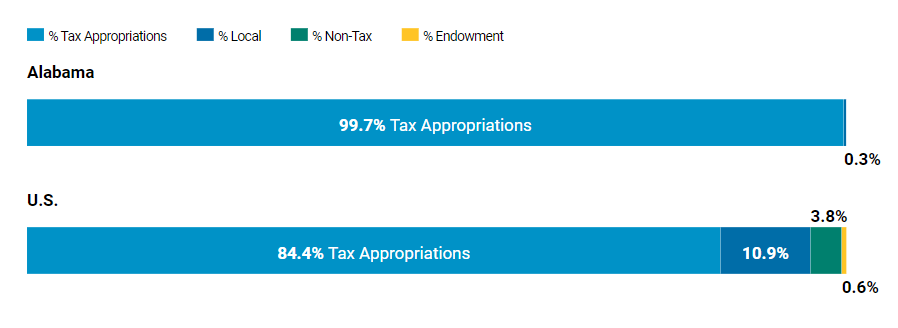 % Tax Appropriations % Local % Non-Tax % Endowment
Alabama
99.7% Tax Appropriations
0.3%
U.S.
3.8%
84.4% Tax Appropriations 10.9%
0.6%